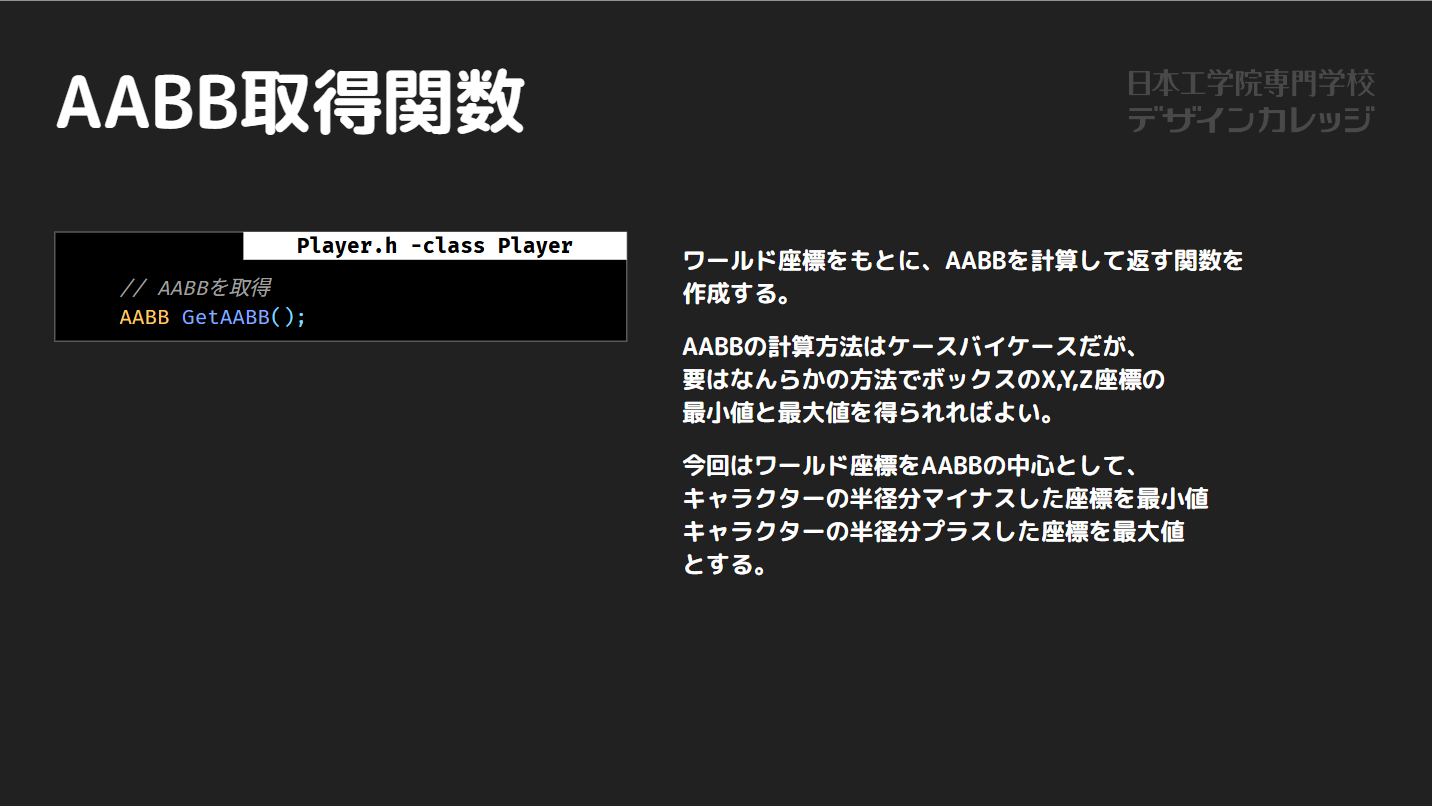 AABB取得関数
日本工学院専門学校
デザインカレッジ
Player.h -class Player
// AABBを取得
AABB GetAABB();
ワールド座標をもとに、AABBを計算して返す関数を
作成する。
AABBの計算方法はケースバイケースだが、
要はなんらかの方法でボックスのX,Y,Z座標の
最小値と最大値を得られればよい。
今回はワールド座標をAABBの中心として、
キャラクターの半径分マイナスした座標を最小値
キャラクターの半径分プラスした座標を最大値
とする。